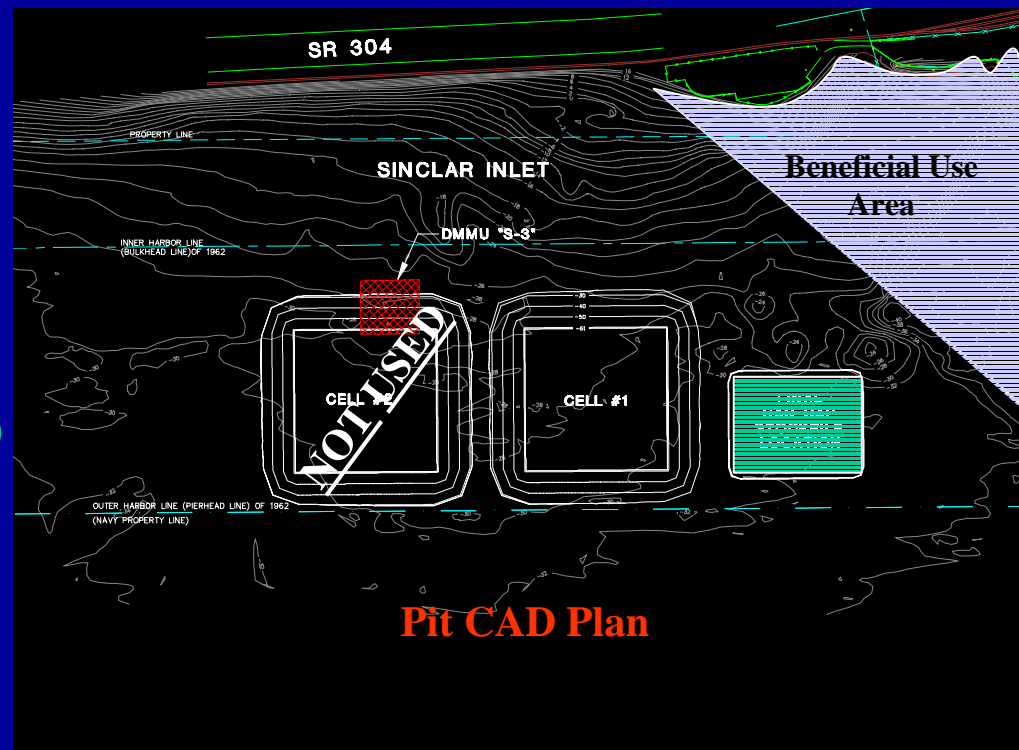 SR 304
PROPERTY LINE
SINCLAR INLET
Beneficial Use
Area
DMMU "S-3"
INNER HARBOR LINE
(BULKHEAD LINE)OF 1962
-30
-40
-50
-61
NOT USED
CELL #2
CELL #1
OUTER HARBOR LINE (PIERHEAD LINE) OF 1962
(NAVY PROPERTY LINE)
Pit CAD Plan